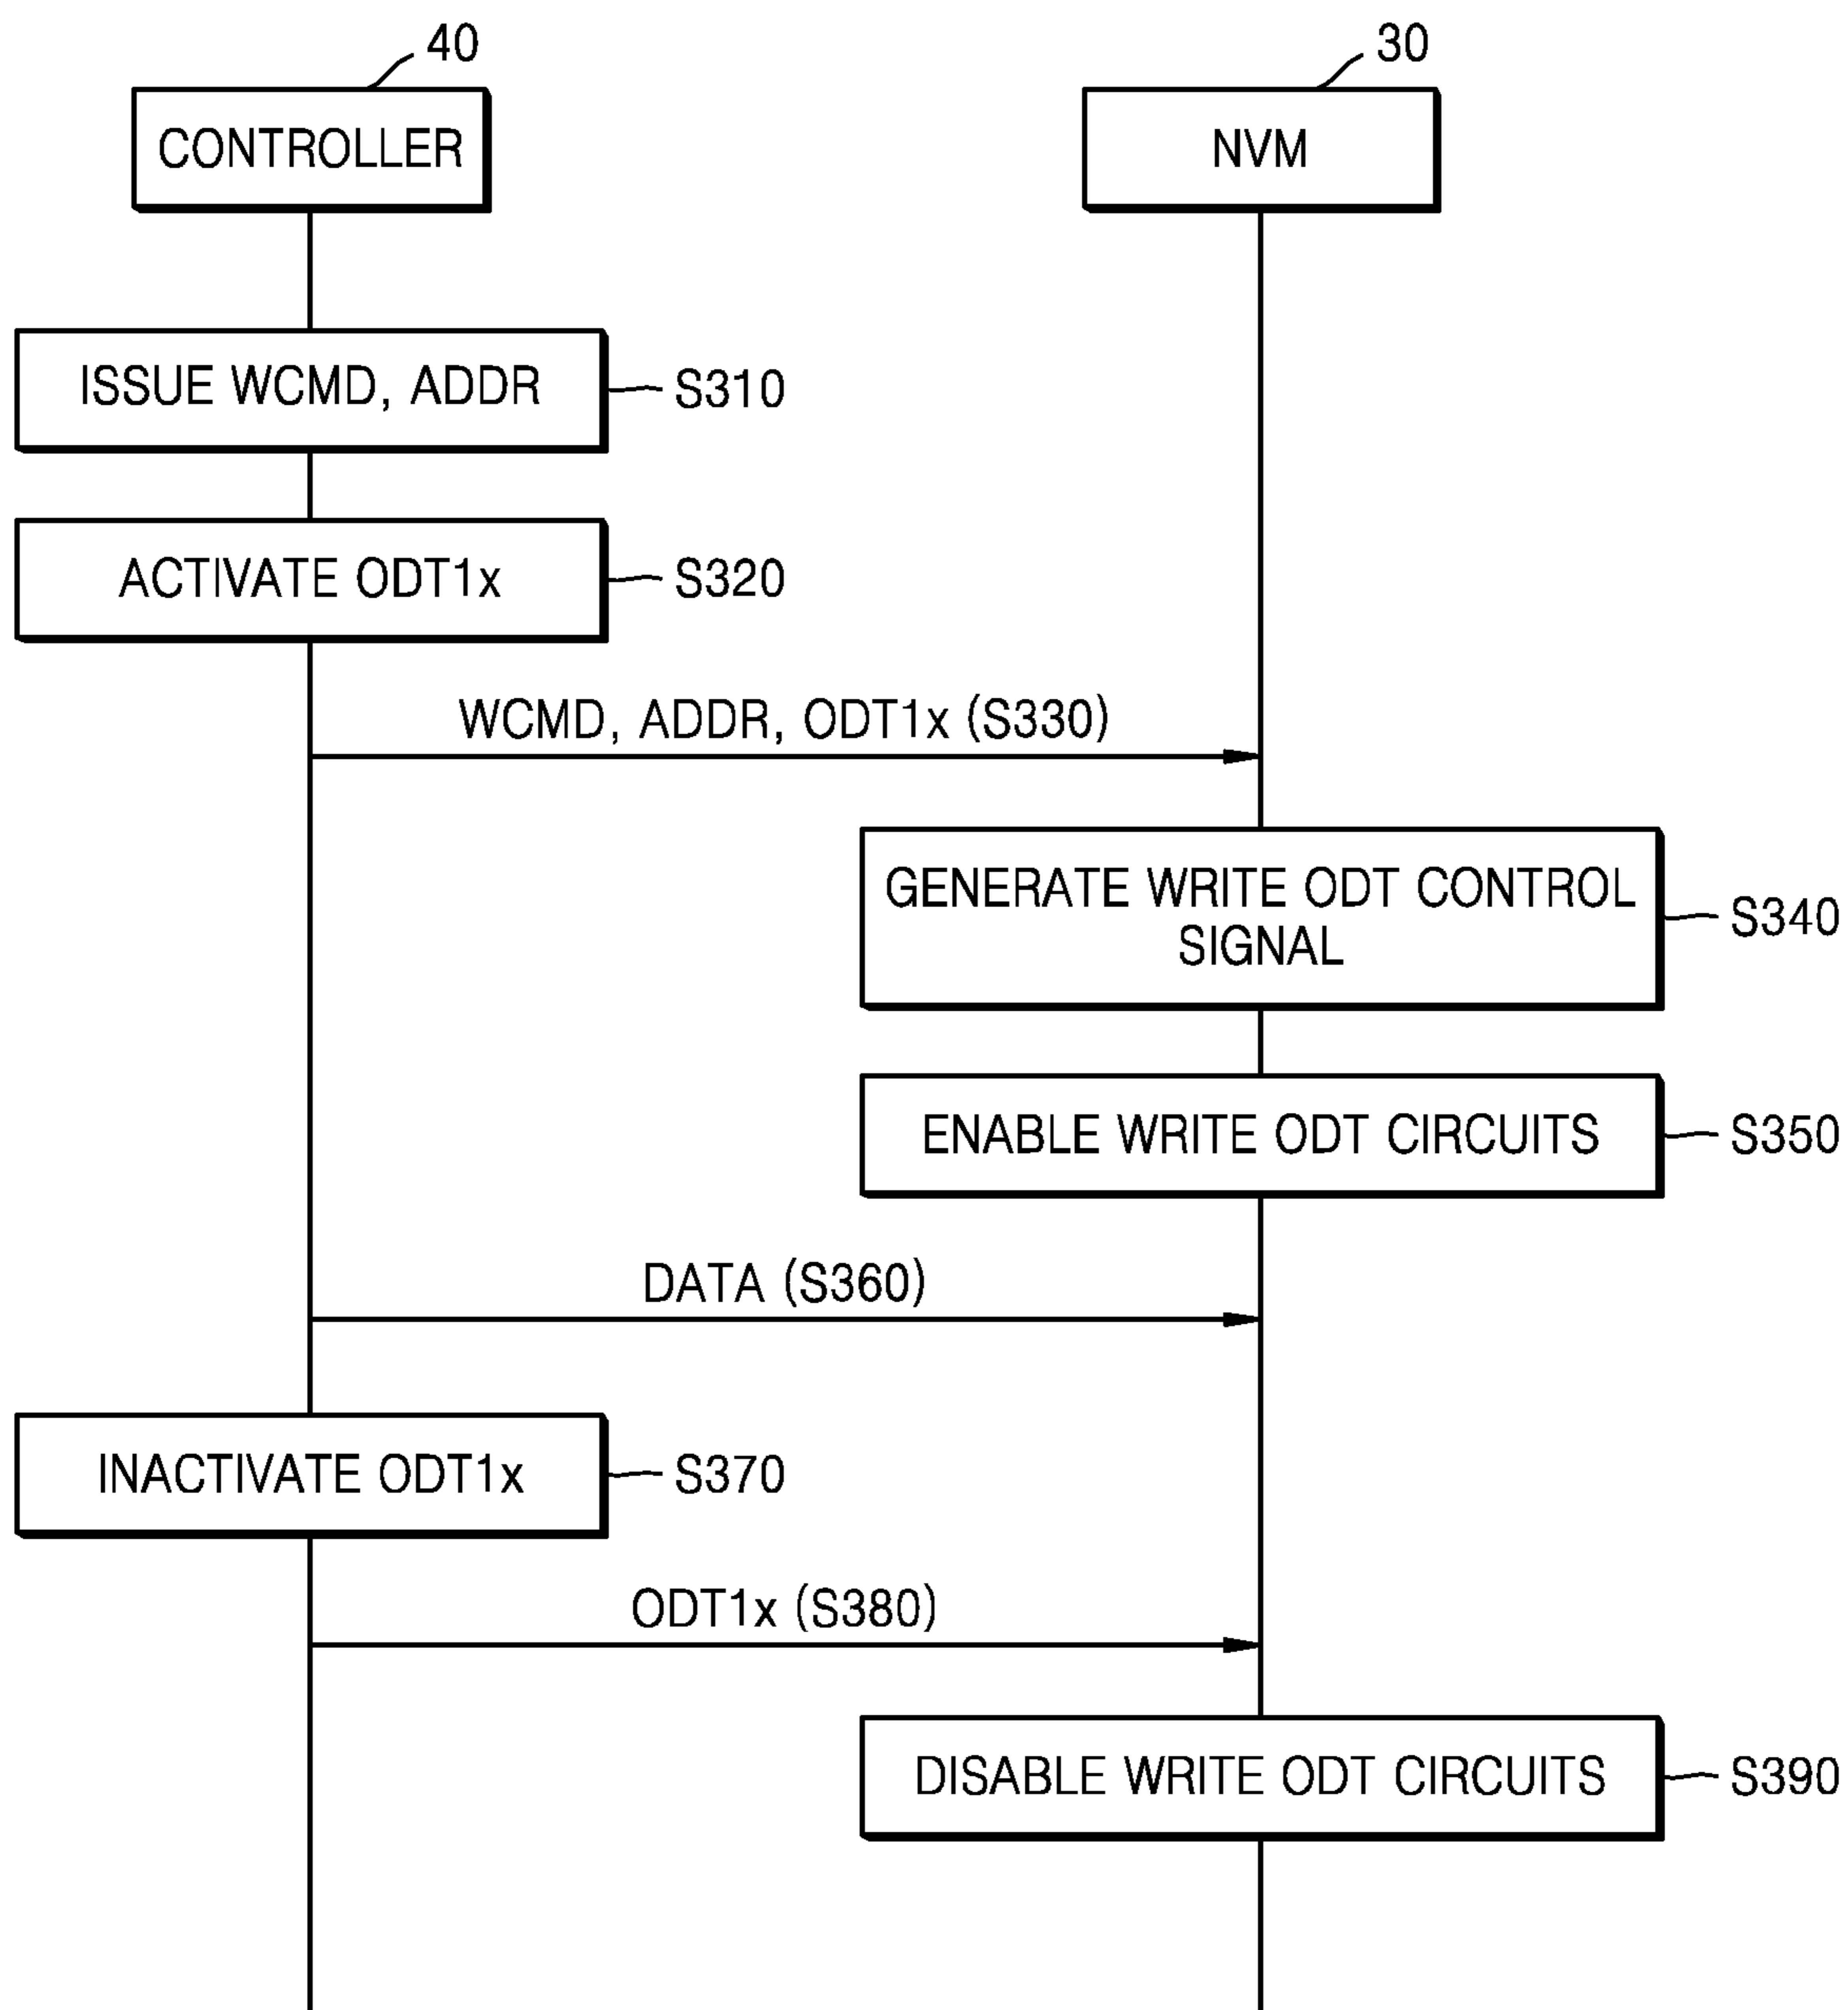 40
30
CONTROLLER
NVM
ISSUE WCMD, ADDR
S310
ACTIVATE ODT1x
S320
WCMD, ADDR, ODT1x (S330)
GENERATE WRITE ODT CONTROL
SIGNAL
S340
ENABLE WRITE ODT CIRCUITS
S350
DATA (S360)
INACTIVATE ODT1x
S370
ODT1x (S380)
DISABLE WRITE ODT CIRCUITS
S390